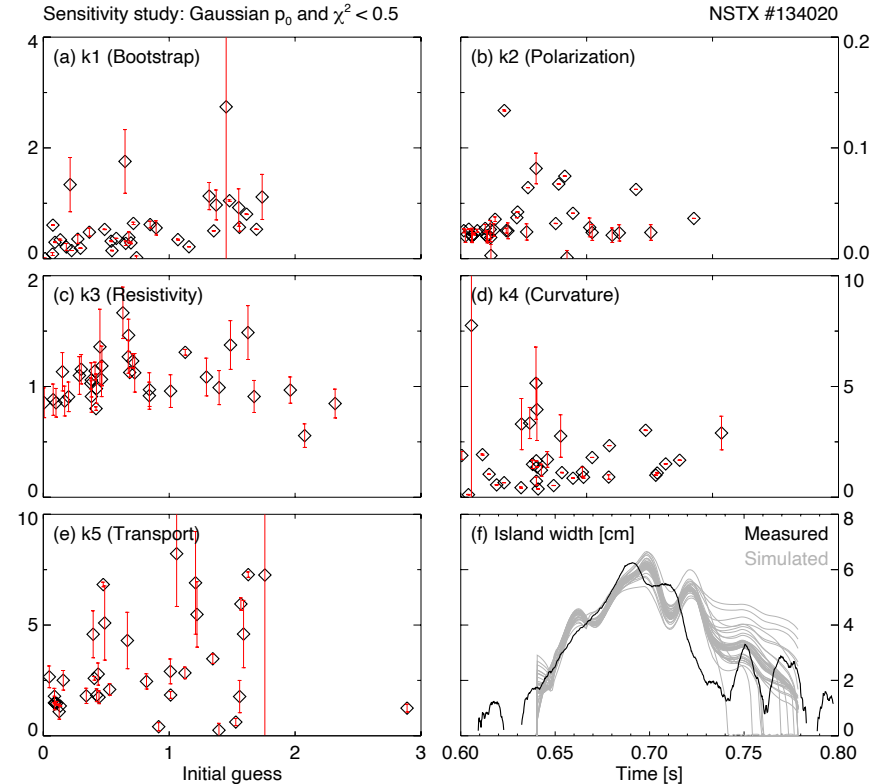 Sensitivity study: Gaussian p₀ and χ² < 0.5 NSTX #134020
4 (a) k1 (Bootstrap) (b) k2 (Polarization) 0.2
2 0.1
0 0.0
2 (c) k3 (Resistivity) (d) k4 (Curvature) 10
1 5
0 0
10 (e) k5 (Transport) (f) Island width [cm] Measured 8
Simulated
6
5 4
2
0 0
0 1 2 3 0.60 0.65 0.70 0.75 0.80
Initial guess Time [s]